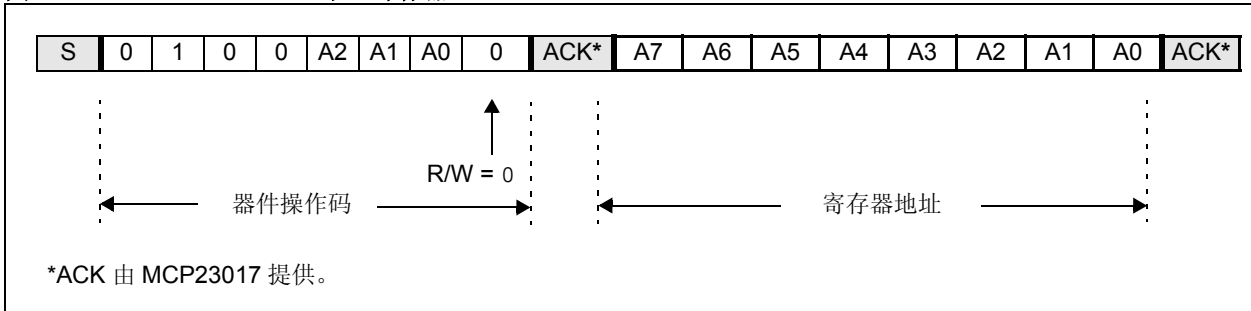 S 0 1 0 0 A2 A1 A0 0 ACK* A7 A6 A5 A4 A3 A2 A1 A0 ACK*
R/W = 0
器件操作码 寄存器地址
*ACK 由 MCP23017 提供。